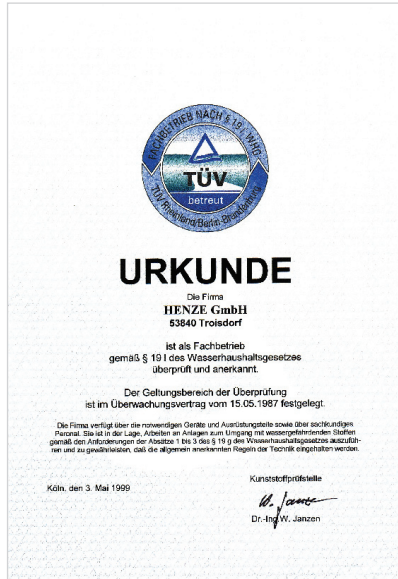 FACHBETRIEB NACH § 19 l WHG
TÜV
betreut
TÜV Rheinland/Berlin-Brandenburg
URKUNDE
Die Firma
HENZE GmbH
53840 Troisdorf
ist als Fachbetrieb
gemäß § 19 l des Wasserhaushaltsgesetzes
überprüft und anerkannt.
Der Geltungsbereich der Überprüfung
ist im Überwachungsvertrag vom 15.05.1987 festgelegt.
Die Firma verfügt über die notwendigen Geräte und Ausrüstungsteile sowie über sachkundiges
Peronal. Sie ist in der Lage, Arbeiten an Anlagen zum Umgang mit wassergefährdenden Stoffen
gemäß den Anforderungen der Absätze 1 bis 3 des § 19 g des Wasserhaushaltsgesetzes auszufüh-
ren und zu gewährleisten, daß die allgemein anerkannten Regeln der Technik eingehalten werden.
Kunststoffprüfstelle
Köln, den 3. Mai 1999
W. Janzen
Dr.-Ing. W. Janzen